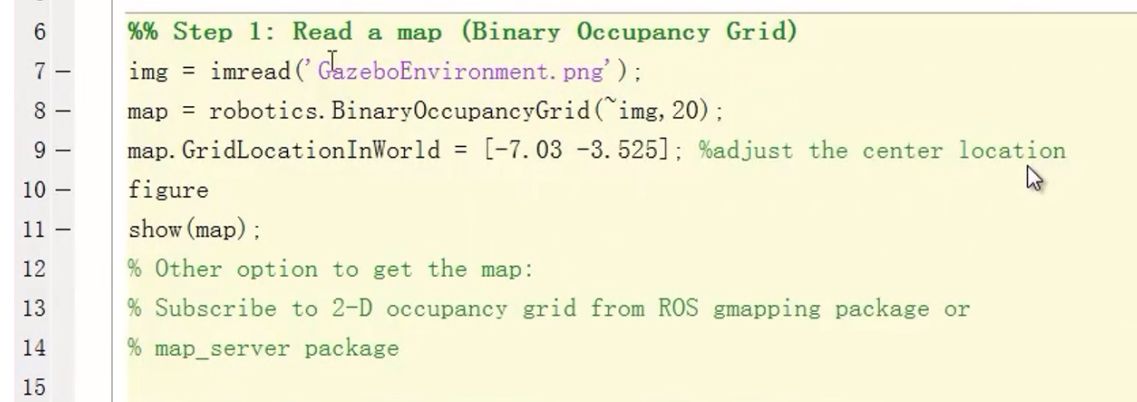 6 %% Step 1: Read a map (Binary Occupancy Grid)
7 – img = imread('GazeboEnvironment.png');
8 – map = robotics.BinaryOccupancyGrid(~img,20);
9 – map.GridLocationInWorld = [-7.03 -3.525]; %adjust the center location
10 – figure
11 – show(map);
12 % Other option to get the map:
13 % Subscribe to 2-D occupancy grid from ROS gmapping package or
14 % map_server package
15